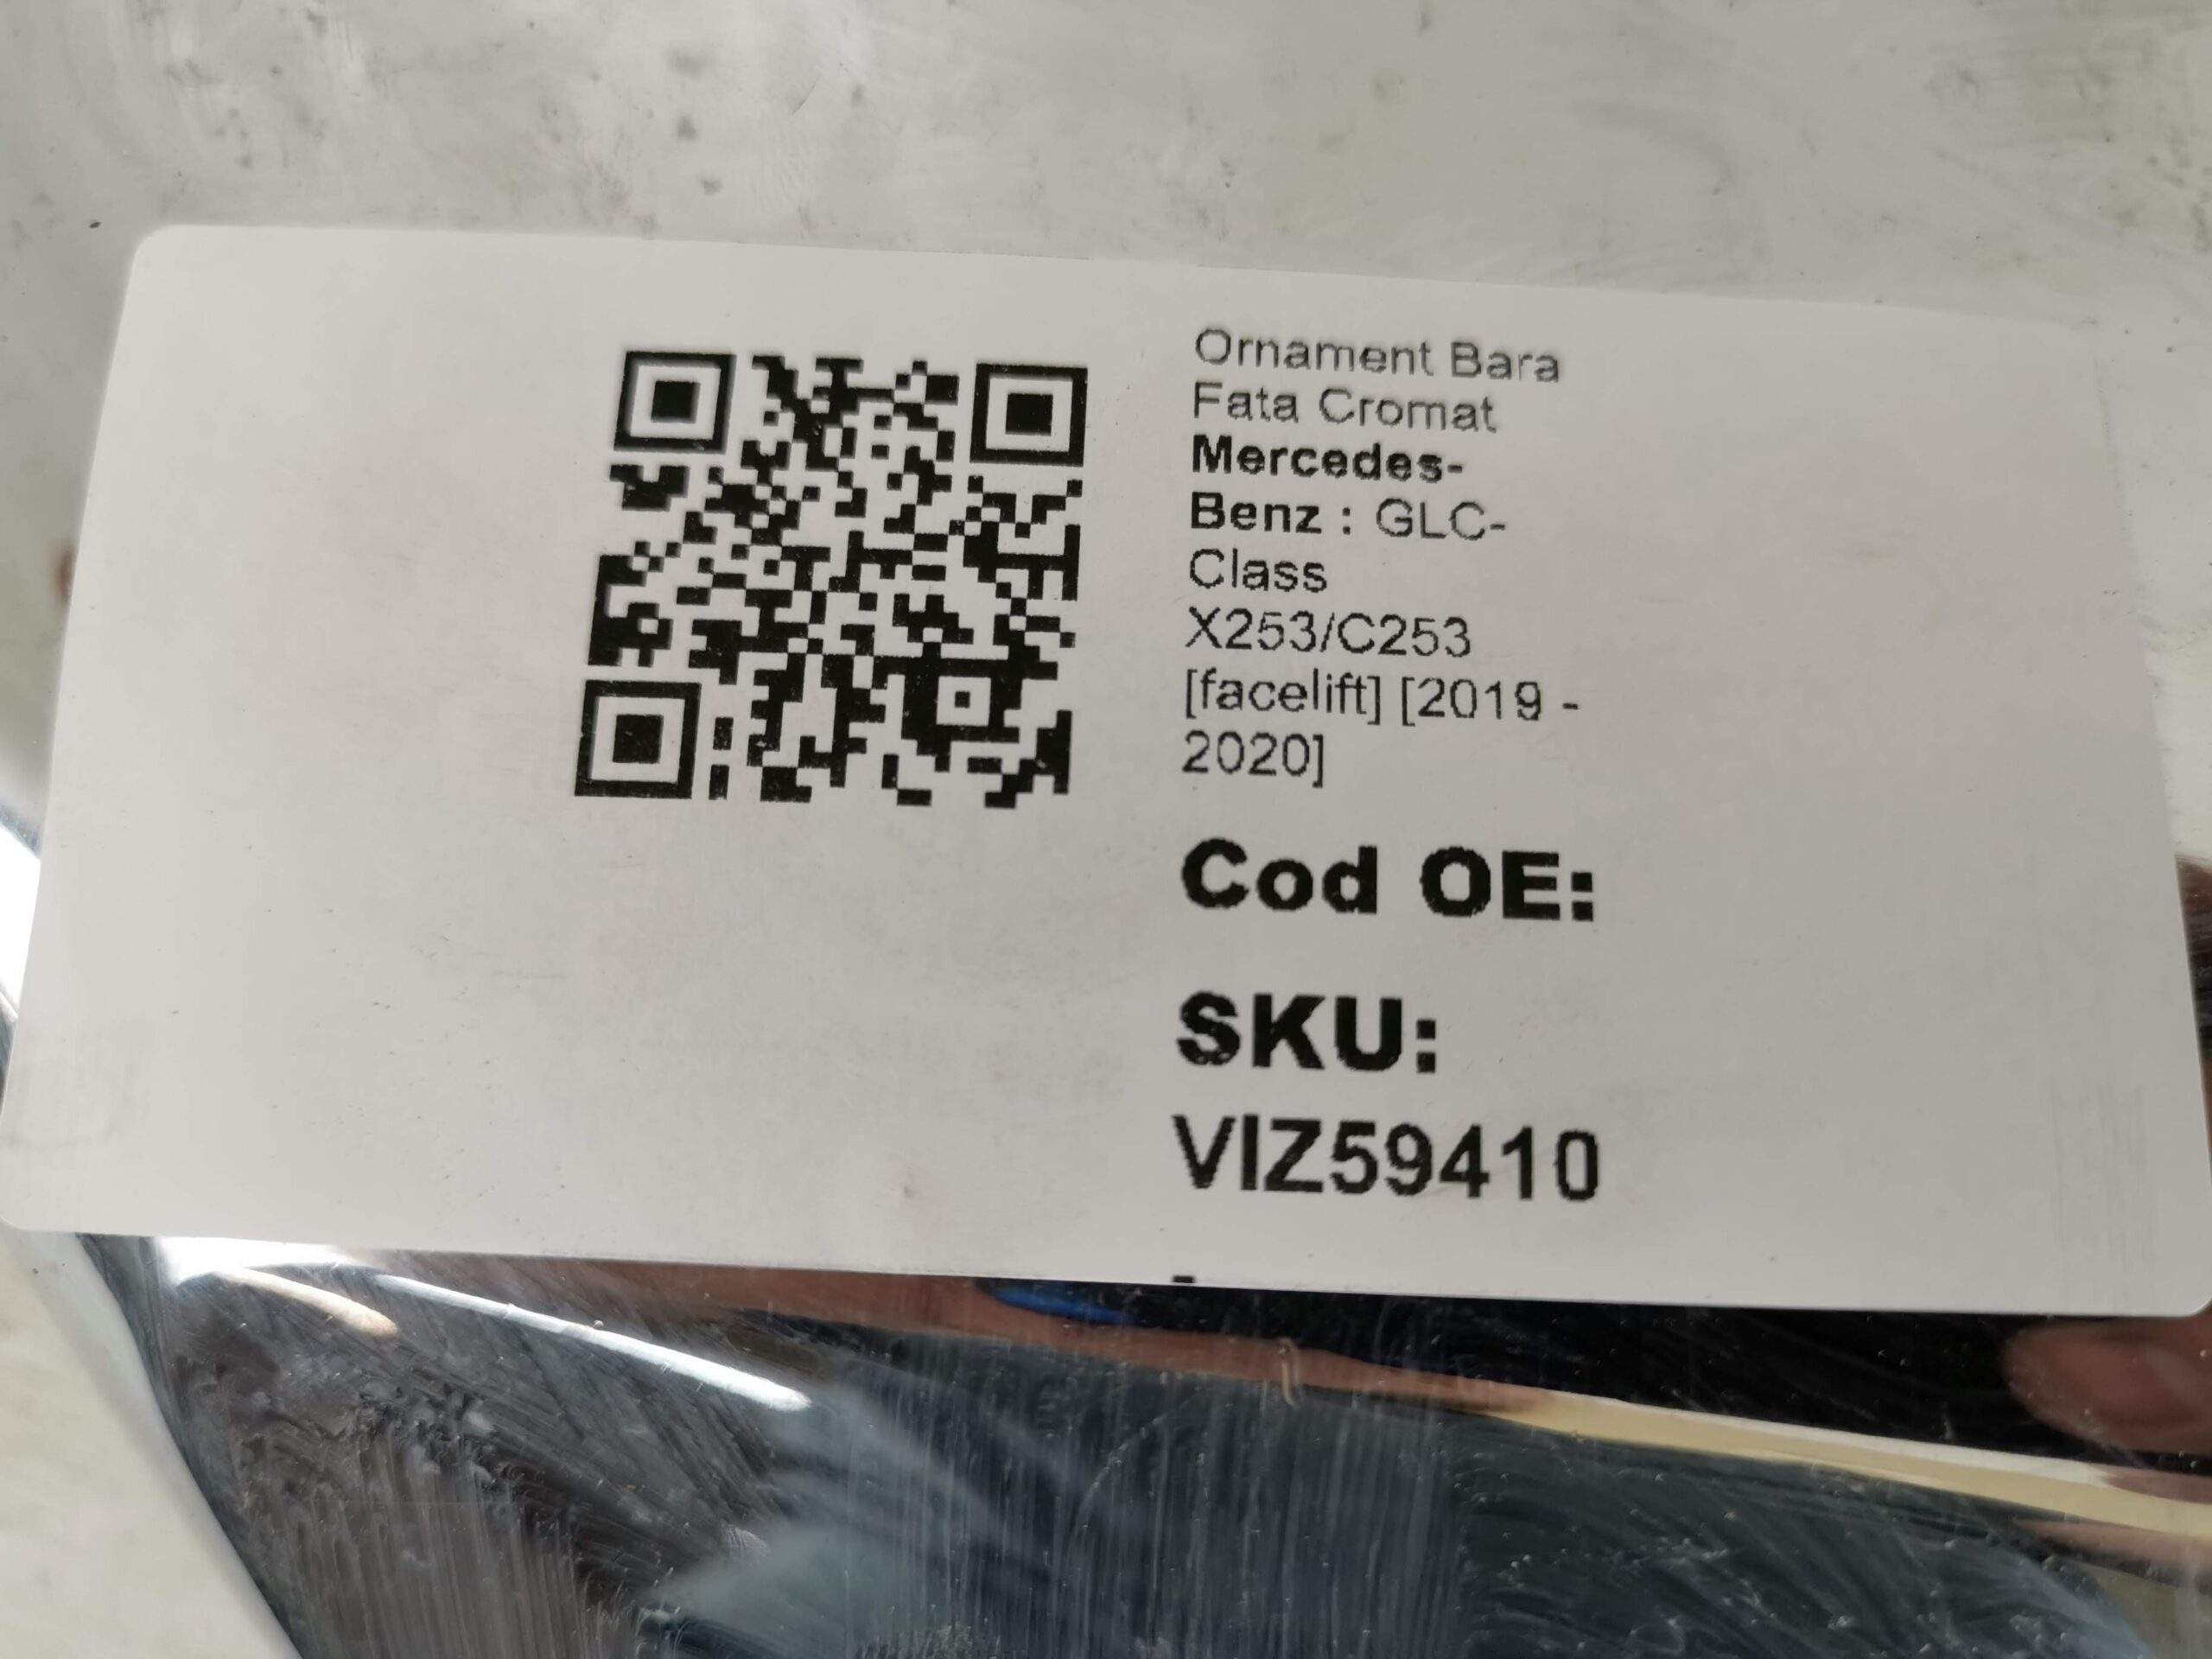 Ornament Bara
Fata Cromat
Mercedes-
Benz : GLC-
Class
X253/C253
[facelift] [2019 -
2020]
Cod OE:
SKU:
VIZ59410